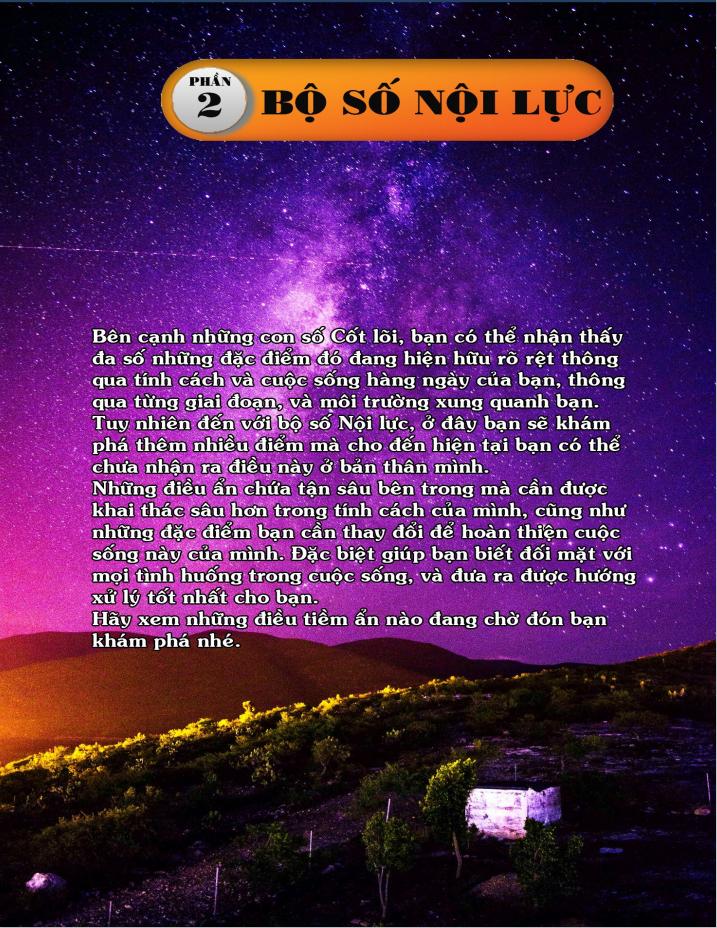 PHẦN
2
BỘ SỐ NỘI LỰC
Bên cạnh những con số Cốt lõi, bạn có thể nhận thấy
đa số những đặc điểm đó đang hiện hữu rõ rệt thông
qua tính cách và cuộc sống hàng ngày của bạn, thông
qua từng giai đoạn, và môi trường xung quanh bạn.
Tuy nhiên đến với bộ số Nội lực, ở đây bạn sẽ khám
phá thêm nhiều điểm mà cho đến hiện tại bạn có thể
chưa nhận ra điều này ở bản thân mình.
Những điều ẩn chứa tận sâu bên trong mà cần được
khai thác sâu hơn trong tính cách của mình, cũng như
những đặc điểm bạn cần thay đổi để hoàn thiện cuộc
sống này của mình. Đặc biệt giúp bạn biết đối mặt với
mọi tình huống trong cuộc sống, và đưa ra được hướng
xử lý tốt nhất cho bạn.
Hãy xem những điều tiềm ẩn nào đang chờ đón bạn
khám phá nhé.